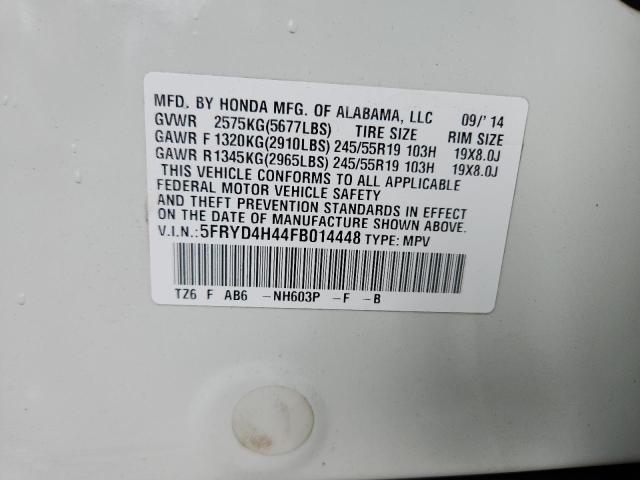 MFD. BY HONDA MFG. OF ALABAMA, LLC 09/'14
GVWR 2575KG(5677LBS) TIRE SIZE RIM SIZE
GAWR F 1320KG(2910LBS) 245/55R19 103H 19X8.0J
GAWR R1345KG(2965LBS) 245/55R19 103H 19X8.0J
THIS VEHICLE CONFORMS TO ALL APPLICABLE
FEDERAL MOTOR VEHICLE SAFETY
AND THEFT PREVENTION STANDARDS IN EFFECT
ON THE DATE OF MANUFACTURE SHOWN ABOVE.
V.I.N.:5FRYD4H44FB014448 TYPE: MPV
TZ6 F AB6 -NH603P -F -B